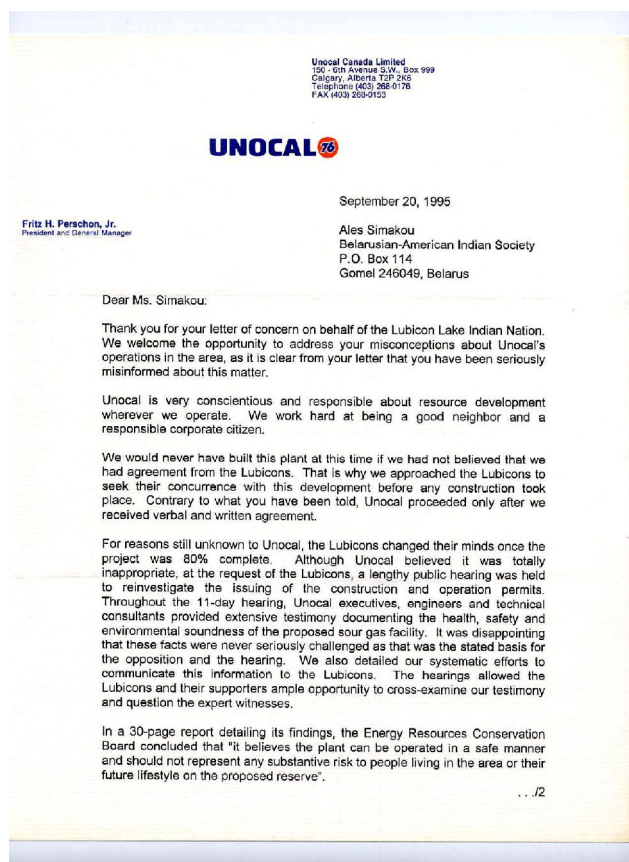 Unocal Canada Limited
150 - 6th Avenue S.W., Box 999
Calgary, Alberta T2P 2K6
Telephone (403) 268-0176
FAX (403) 268-0153
UNOCAL76
September 20, 1995
Fritz H. Perschon, Jr.
President and General Manager
Ales Simakou
Belarusian-American Indian Society
P.O. Box 114
Gomel 246049, Belarus
Dear Ms. Simakou:
Thank you for your letter of concern on behalf of the Lubicon Lake Indian Nation.
We welcome the opportunity to address your misconceptions about Unocal's
operations in the area, as it is clear from your letter that you have been seriously
misinformed about this matter.
Unocal is very conscientious and responsible about resource development
wherever we operate. We work hard at being a good neighbor and a
responsible corporate citizen.
We would never have built this plant at this time if we had not believed that we
had agreement from the Lubicons. That is why we approached the Lubicons to
seek their concurrence with this development before any construction took
place. Contrary to what you have been told, Unocal proceeded only after we
received verbal and written agreement.
For reasons still unknown to Unocal, the Lubicons changed their minds once the
project was 80% complete. Although Unocal believed it was totally
inappropriate, at the request of the Lubicons, a lengthy public hearing was held
to reinvestigate the issuing of the construction and operation permits.
Throughout the 11-day hearing, Unocal executives, engineers and technical
consultants provided extensive testimony documenting the health, safety and
environmental soundness of the proposed sour gas facility. It was disappointing
that these facts were never seriously challenged as that was the stated basis for
the opposition and the hearing. We also detailed our systematic efforts to
communicate this information to the Lubicons. The hearings allowed the
Lubicons and their supporters ample opportunity to cross-examine our testimony
and question the expert witnesses.
In a 30-page report detailing its findings, the Energy Resources Conservation
Board concluded that "it believes the plant can be operated in a safe manner
and should not represent any substantive risk to people living in the area or their
future lifestyle on the proposed reserve".
. . ./2